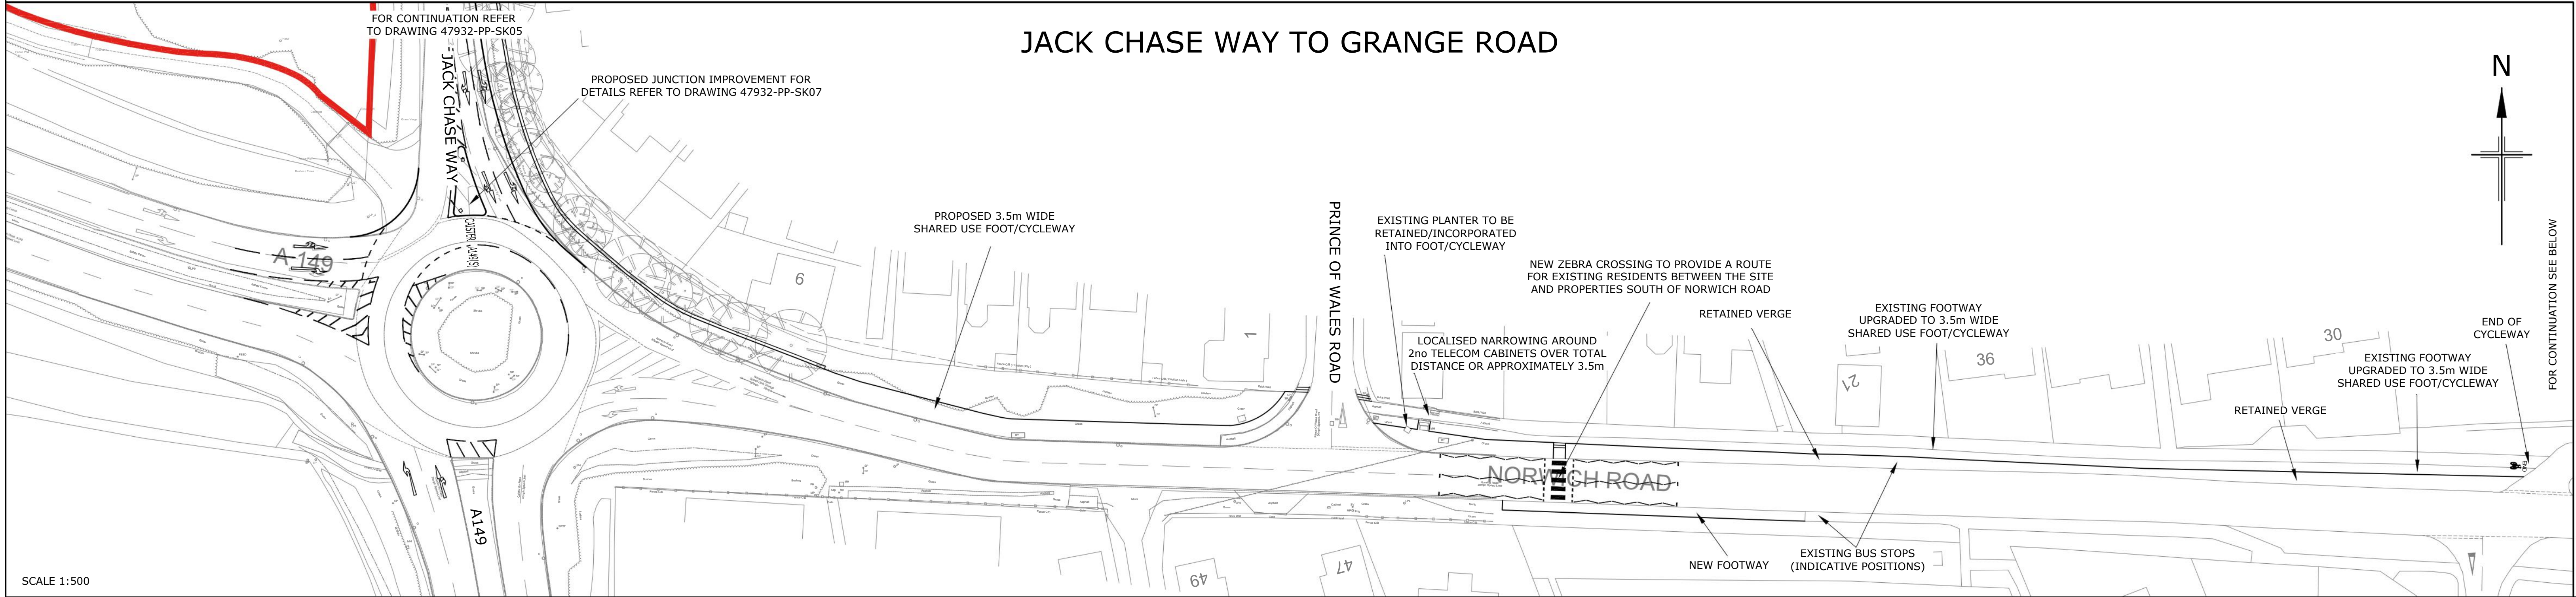 JACK CHASE WAY TO GRANGE ROAD
FOR CONTINUATION REFER
TO DRAWING 47932-PP-SK05
JACK CHASE WAY
PROPOSED JUNCTION IMPROVEMENT FOR
DETAILS REFER TO DRAWING 47932-PP-SK07
N
A 149
CAISTER A149(S)
PROPOSED 3.5m WIDE
SHARED USE FOOT/CYCLEWAY
6
1
PRINCE OF WALES ROAD
EXISTING PLANTER TO BE
RETAINED/INCORPORATED
INTO FOOT/CYCLEWAY
NEW ZEBRA CROSSING TO PROVIDE A ROUTE
FOR EXISTING RESIDENTS BETWEEN THE SITE
AND PROPERTIES SOUTH OF NORWICH ROAD
LOCALISED NARROWING AROUND
2no TELECOM CABINETS OVER TOTAL
DISTANCE OR APPROXIMATELY 3.5m
RETAINED VERGE
EXISTING FOOTWAY
UPGRADED TO 3.5m WIDE
SHARED USE FOOT/CYCLEWAY
21
36
30
END OF
CYCLEWAY
EXISTING FOOTWAY
UPGRADED TO 3.5m WIDE
SHARED USE FOOT/CYCLEWAY
RETAINED VERGE
FOR CONTINUATION SEE BELOW
END
NORWICH ROAD
A149
49
47
NEW FOOTWAY
EXISTING BUS STOPS
(INDICATIVE POSITIONS)
SCALE 1:500